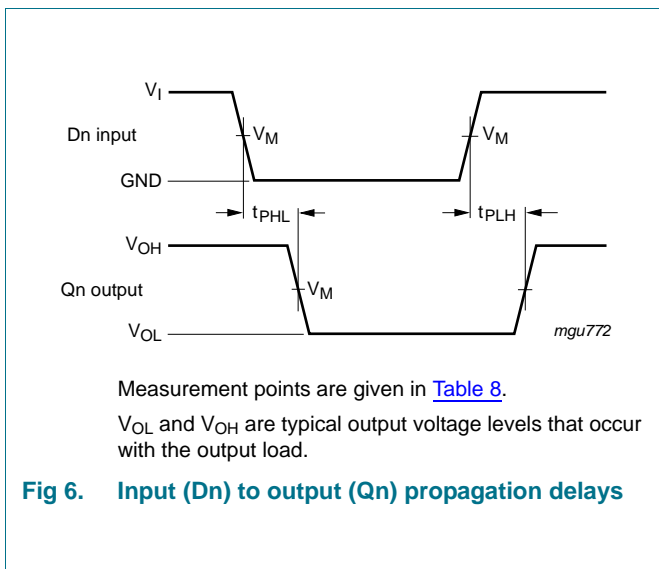 V_I
Dn input
V_M
V_M
GND
t_PHL
t_PLH
V_OH
Qn output
V_M
V_OL
mgu772
Measurement points are given in Table 8.
V_OL and V_OH are typical output voltage levels that occur
with the output load.
Fig 6. Input (Dn) to output (Qn) propagation delays